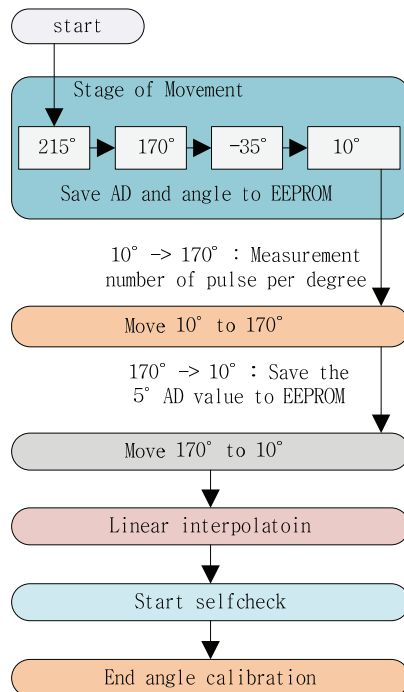 start
Stage of Movement
215° 170° -35° 10°
Save AD and angle to EEPROM
10° -> 170° : Measurement
number of pulse per degree
Move 10° to 170°
170° -> 10° : Save the
5° AD value to EEPROM
Move 170° to 10°
Linear interpolatoin
Start selfcheck
End angle calibration